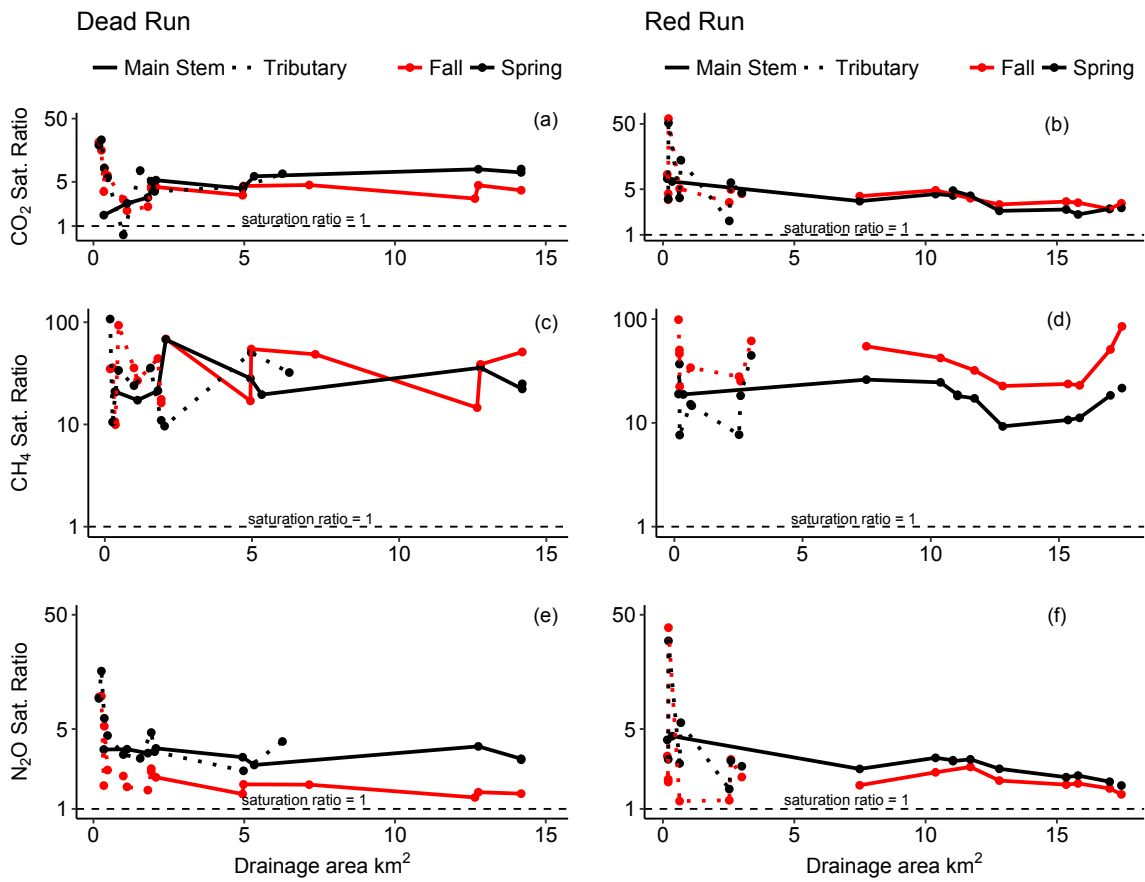 Dead Run
Red Run
Main Stem Tributary Fall Spring
Main Stem Tributary Fall Spring
CO2 Sat. Ratio
50
5
1
(a)
saturation ratio = 1
0 5 10 15
50
5
1
(b)
saturation ratio = 1
0 5 10 15
CH4 Sat. Ratio
100
10
1
(c)
saturation ratio = 1
0 5 10 15
100
10
1
(d)
saturation ratio = 1
0 5 10 15
N2O Sat. Ratio
50
5
1
(e)
saturation ratio = 1
0 5 10 15
Drainage area km²
50
5
1
(f)
saturation ratio = 1
0 5 10 15
Drainage area km²